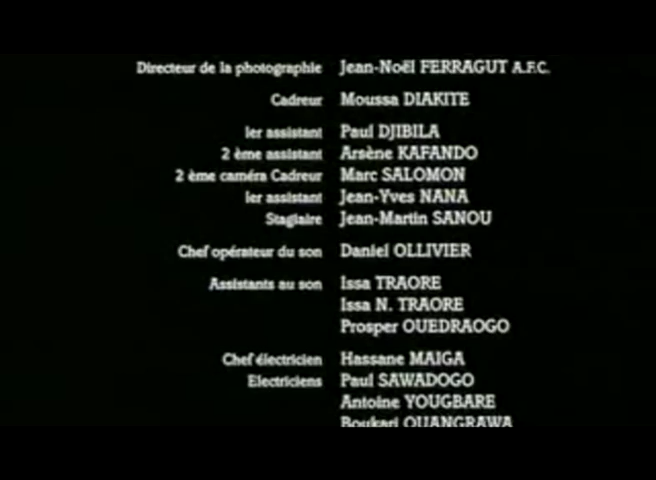 Directeur de la photographie Jean-Noël FERRAGUT A.F.C.
Cadreur Moussa DIAKITE
1er assistant Paul DJIBILA
2 ème assistant Arsène KAFANDO
2 ème caméra Cadreur Marc SALOMON
1er assistant Jean-Yves NANA
Stagiaire Jean-Martin SANOU
Chef opérateur du son Daniel OLLIVIER
Assistants au son Issa TRAORE
Issa N. TRAORE
Prosper OUEDRAOGO
Chef électricien Hassane MAIGA
Electriciens Paul SAWADOGO
Antoine YOUGBARE
Boukari OUANGRAWA